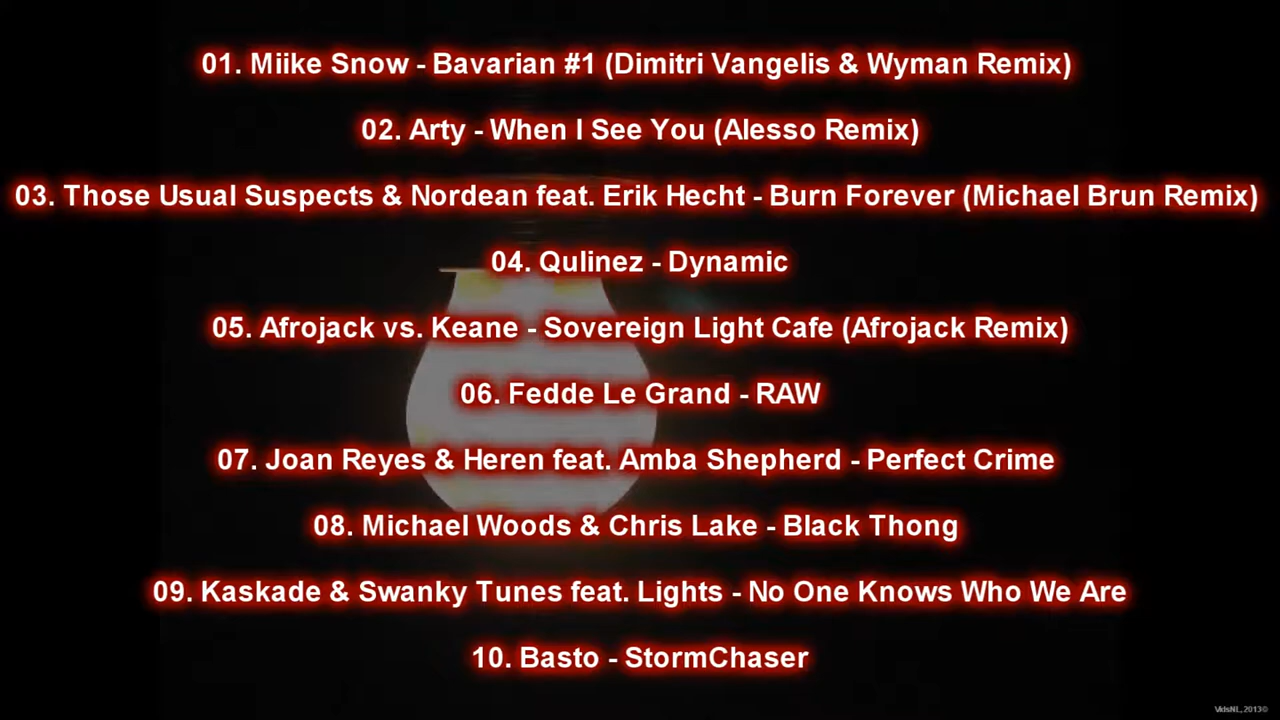 01. Miike Snow - Bavarian #1 (Dimitri Vangelis & Wyman Remix)
02. Arty - When I See You (Alesso Remix)
03. Those Usual Suspects & Nordean feat. Erik Hecht - Burn Forever (Michael Brun Remix)
04. Qulinez - Dynamic
05. Afrojack vs. Keane - Sovereign Light Cafe (Afrojack Remix)
06. Fedde Le Grand - RAW
07. Joan Reyes & Heren feat. Amba Shepherd - Perfect Crime
08. Michael Woods & Chris Lake - Black Thong
09. Kaskade & Swanky Tunes feat. Lights - No One Knows Who We Are
10. Basto - StormChaser
VidsNL, 2013©